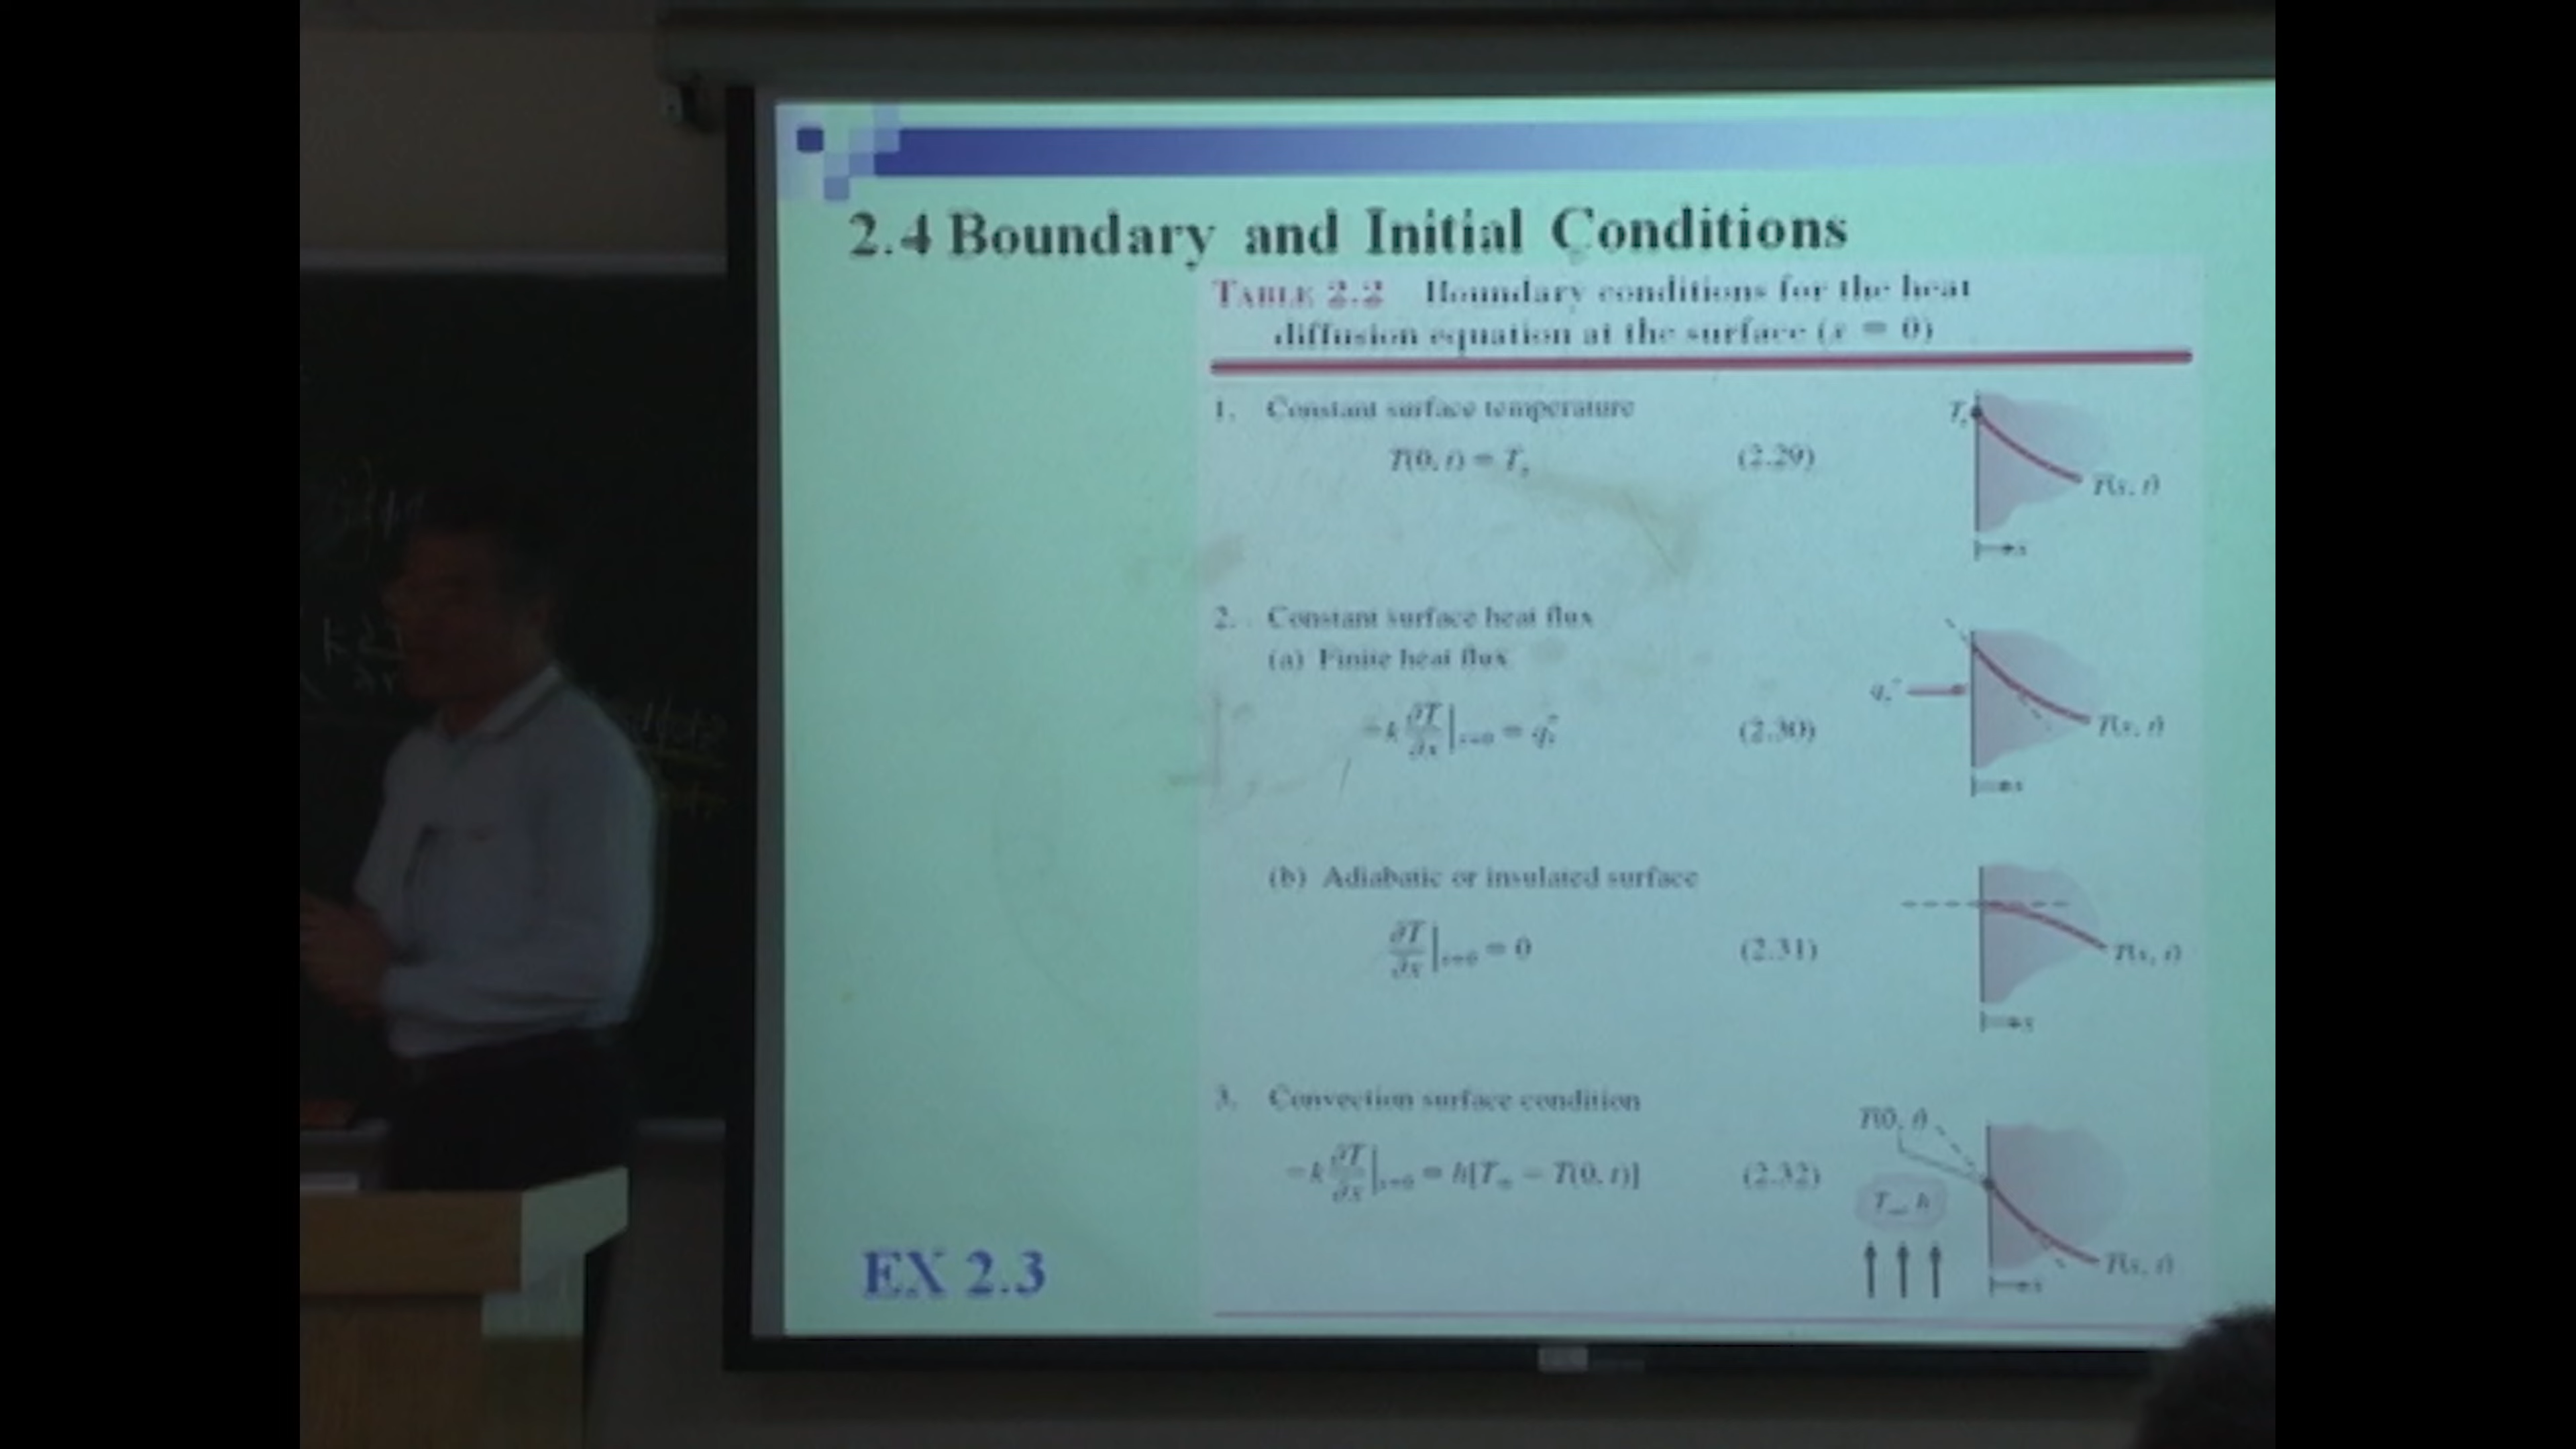 2.4 Boundary and Initial Conditions
TABLE 2.2 Boundary conditions for the heat
diffusion equation at the surface (x = 0)
1. Constant surface temperature
T(0, t) = Tₛ (2.29)
Tₛ
T(x, t)
x
2. Constant surface heat flux
(a) Finite heat flux
−k ∂T/∂x |ₓ₌₀ = q″ₛ (2.30)
q″ₛ
T(x, t)
x
(b) Adiabatic or insulated surface
∂T/∂x |ₓ₌₀ = 0 (2.31)
T(x, t)
x
3. Convection surface condition
−k ∂T/∂x |ₓ₌₀ = h[T∞ − T(0, t)] (2.32)
T(0, t)
T∞, h
T(x, t)
x
EX 2.3